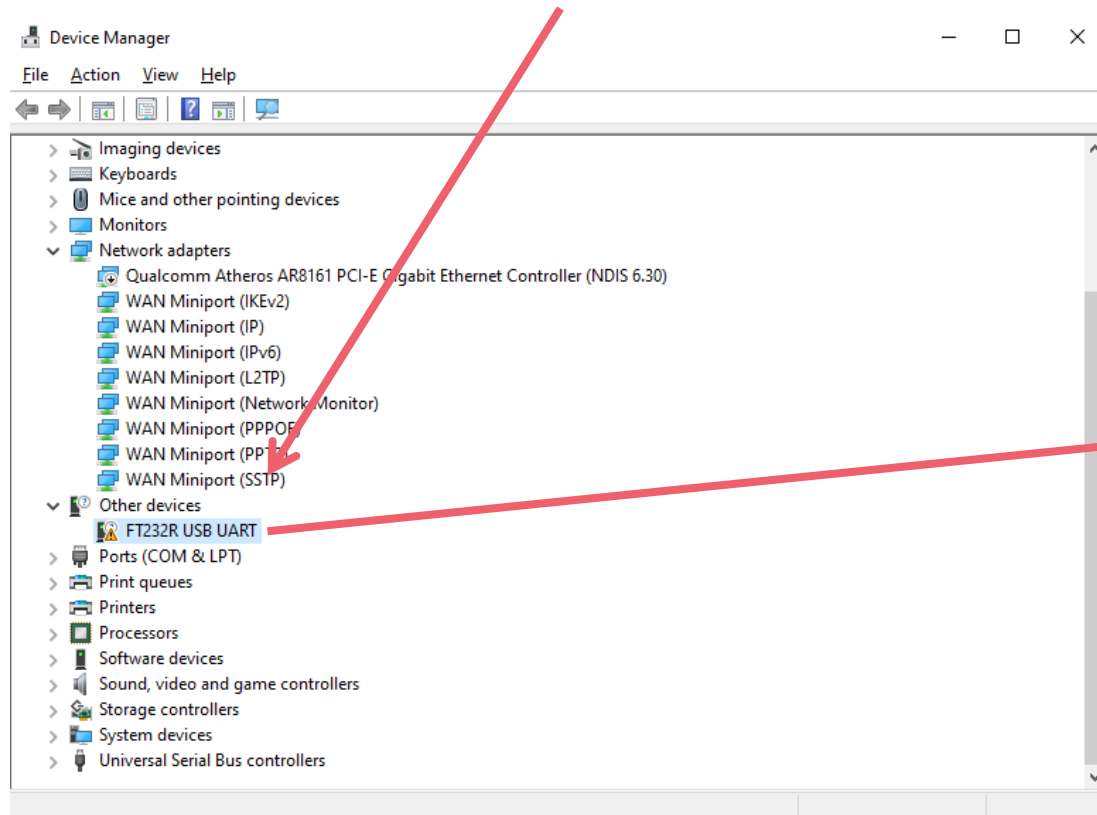 Device Manager
File Action View Help
Imaging devices
Keyboards
Mice and other pointing devices
Monitors
Network adapters
Qualcomm Atheros AR8161 PCI-E Gigabit Ethernet Controller (NDIS 6.30)
WAN Miniport (IKEv2)
WAN Miniport (IP)
WAN Miniport (IPv6)
WAN Miniport (L2TP)
WAN Miniport (Network Monitor)
WAN Miniport (PPPOE)
WAN Miniport (PPTP)
WAN Miniport (SSTP)
Other devices
FT232R USB UART
Ports (COM & LPT)
Print queues
Printers
Processors
Software devices
Sound, video and game controllers
Storage controllers
System devices
Universal Serial Bus controllers